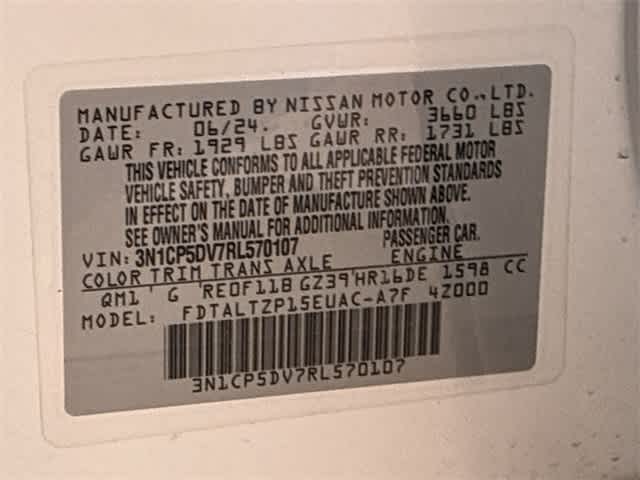 MANUFACTURED BY NISSAN MOTOR CO.,LTD.
DATE: 06/24. GVWR: 3660 LBS
GAWR FR: 1929 LBS GAWR RR: 1731 LBS
THIS VEHICLE CONFORMS TO ALL APPLICABLE FEDERAL MOTOR
VEHICLE SAFETY, BUMPER AND THEFT PREVENTION STANDARDS
IN EFFECT ON THE DATE OF MANUFACTURE SHOWN ABOVE.
SEE OWNER'S MANUAL FOR ADDITIONAL INFORMATION.
VIN: 3N1CP5DV7RL570107 PASSENGER CAR.
COLOR TRIM TRANS AXLE ENGINE
QM1 ' G ' RE0F11B GZ39'HR16DE 1598 CC
MODEL: FDTALTZP15EUAC-A7F 4Z000
3N1CP5DV7RL570107